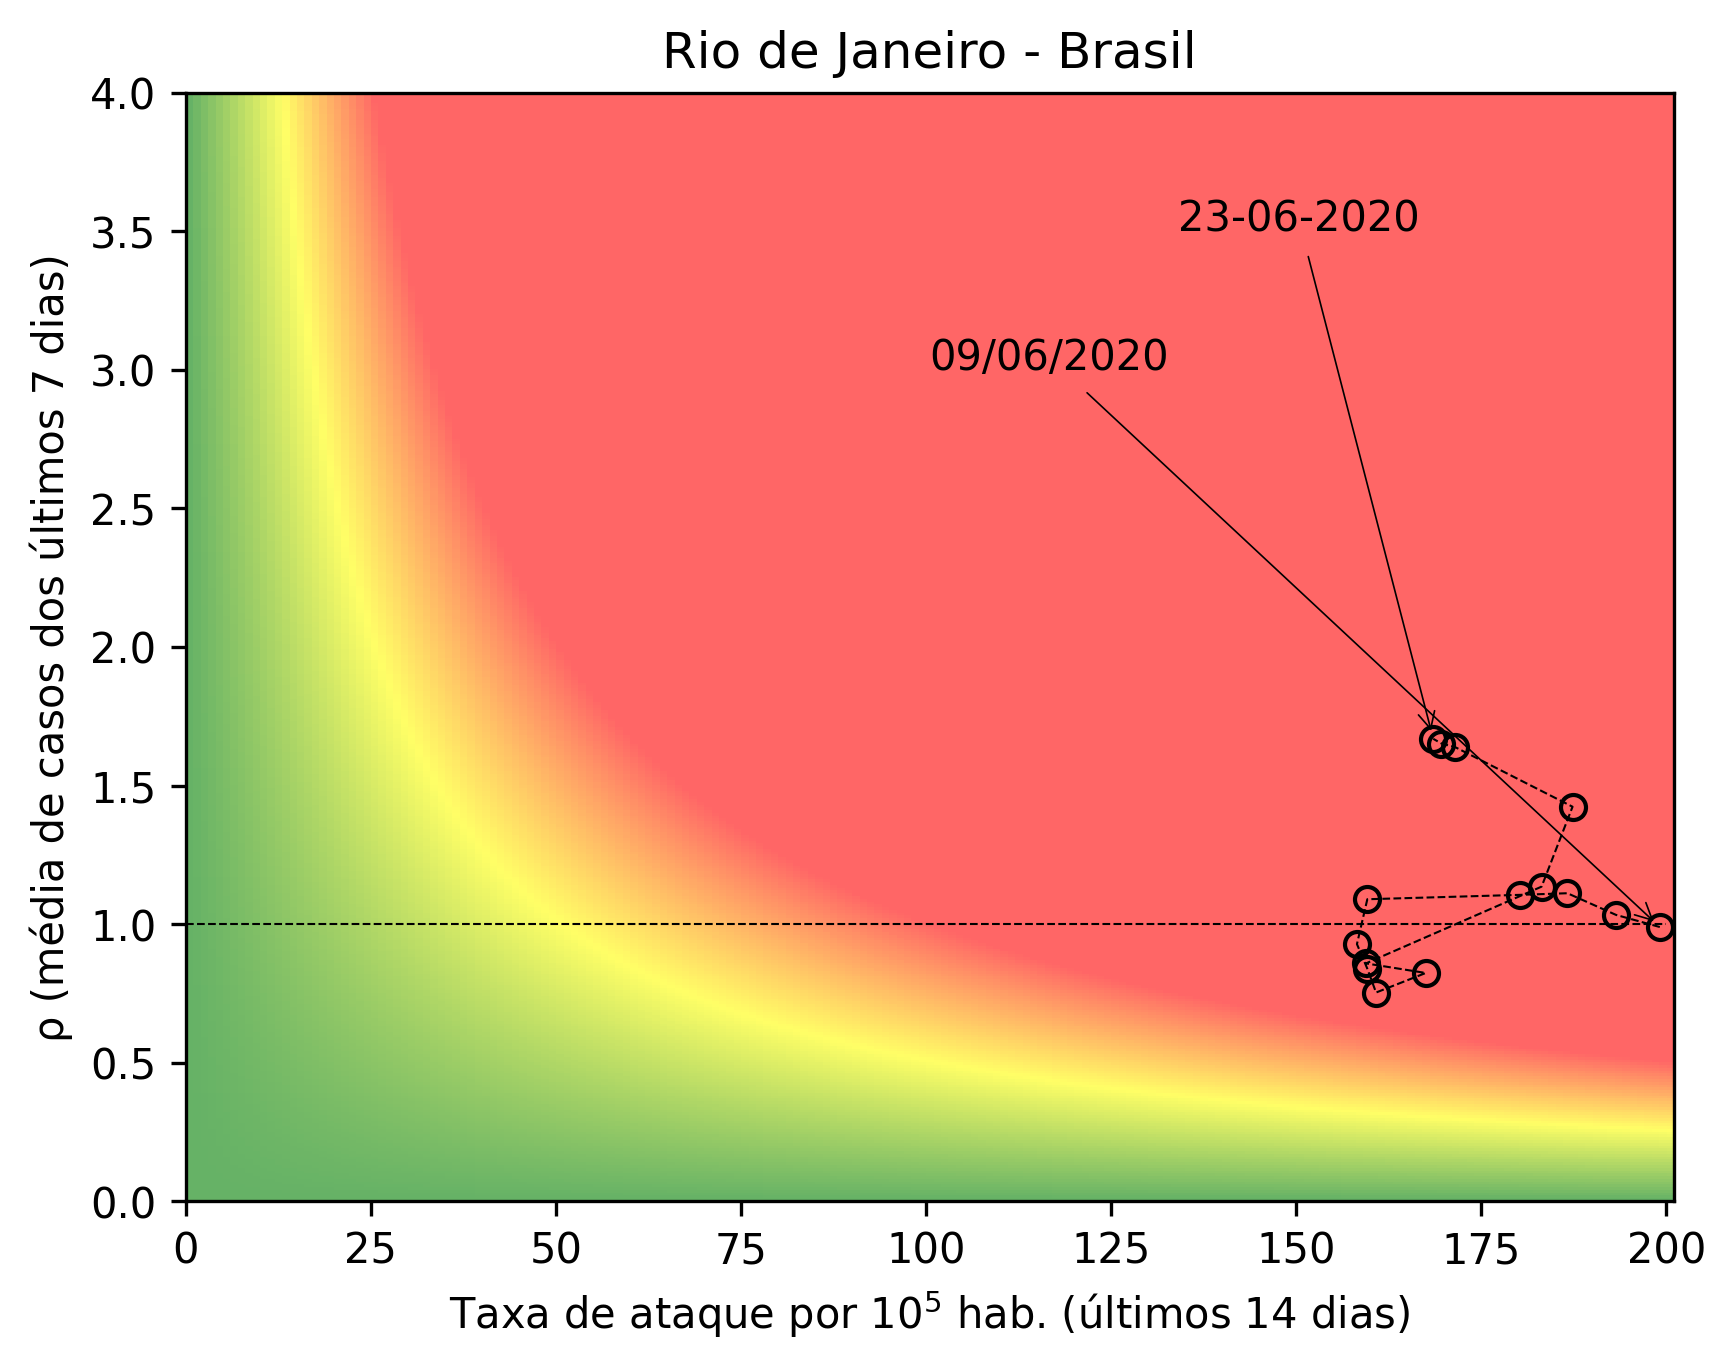 Rio de Janeiro - Brasil
4.0
3.5
3.0
2.5
2.0
1.5
1.0
0.5
0.0
ρ (média de casos dos últimos 7 dias)
23-06-2020
09/06/2020
0 25 50 75 100 125 150 175 200
Taxa de ataque por 10⁵ hab. (últimos 14 dias)